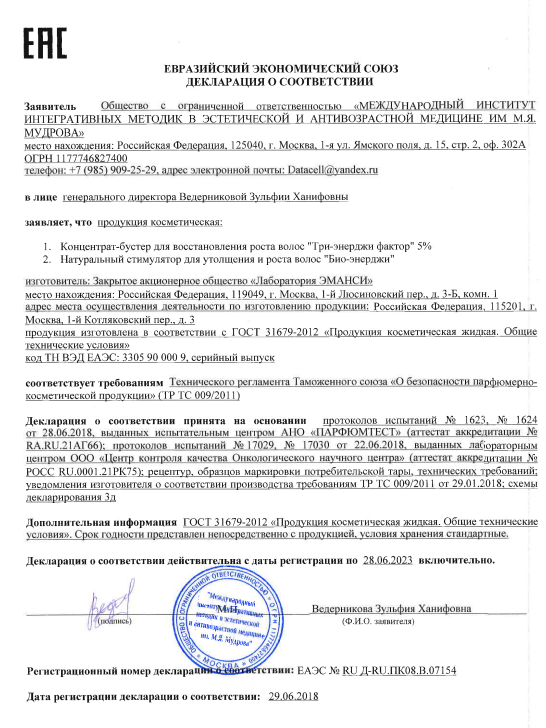 EAC
ЕВРАЗИЙСКИЙ ЭКОНОМИЧЕСКИЙ СОЮЗ
ДЕКЛАРАЦИЯ О СООТВЕТСТВИИ
Заявитель Общество с ограниченной ответственностью «МЕЖДУНАРОДНЫЙ ИНСТИТУТ
ИНТЕГРАТИВНЫХ МЕТОДИК В ЭСТЕТИЧЕСКОЙ И АНТИВОЗРАСТНОЙ МЕДИЦИНЕ ИМ М.Я.
МУДРОВА»
место нахождения: Российская Федерация, 125040, г. Москва, 1-я ул. Ямского поля, д. 15, стр. 2, оф. 302А
ОГРН 1177746827400
телефон: +7 (985) 909-25-29, адрес электронной почты: Datacell@yandex.ru
в лице генерального директора Ведерниковой Зульфии Ханифовны
заявляет, что продукция косметическая:
1. Концентрат-бустер для восстановления роста волос "Три-энерджи фактор" 5%
2. Натуральный стимулятор для утолщения и роста волос "Био-энерджи"
изготовитель: Закрытое акционерное общество «Лаборатория ЭМАНСИ»
место нахождения: Российская Федерация, 119049, г. Москва, 1-й Люсиновский пер., д. 3-Б, комн. 1
адрес места осуществления деятельности по изготовлению продукции: Российская Федерация, 115201, г.
Москва, 1-й Котляковский пер., д. 3
продукция изготовлена в соответствии с ГОСТ 31679-2012 «Продукция косметическая жидкая. Общие
технические условия»
код ТН ВЭД ЕАЭС: 3305 90 000 9, серийный выпуск
соответствует требованиям Технического регламента Таможенного союза «О безопасности парфюмерно-
косметической продукции» (ТР ТС 009/2011)
Декларация о соответствии принята на основании протоколов испытаний № 1623, № 1624
от 28.06.2018, выданных испытательным центром АНО «ПАРФЮМТЕСТ» (аттестат аккредитации №
RA.RU.21АГ66); протоколов испытаний №17029, № 17030 от 22.06.2018, выданных лабораторным
центром ООО «Центр контроля качества Онкологического научного центра» (аттестат аккредитации №
РОСС RU.0001.21РК75); рецептур, образцов маркировки потребительской тары, технических требований;
уведомления изготовителя о соответствии производства требованиям ТР ТС 009/2011 от 29.01.2018; схемы
декларирования 3д
Дополнительная информация ГОСТ 31679-2012 «Продукция косметическая жидкая. Общие технические
условия». Срок годности представлен непосредственно с продукцией, условия хранения стандартные.
Декларация о соответствии действительна с даты регистрации по 28.06.2023 включительно.
М.П. Ведерникова Зульфия Ханифовна
(подпись) (Ф.И.О. заявителя)
ОБЩЕСТВО С ОГРАНИЧЕННОЙ ОТВЕТСТВЕННОСТЬЮ * ОГРН 1177746827400 * МОСКВА *
"Международный
институт интегративных
методик в эстетической
и антивозрастной медицине
им. М.Я. Мудрова"
Регистрационный номер декларации о соответствии: ЕАЭС № RU Д-RU.ПК08.В.07154
Дата регистрации декларации о соответствии: 29.06.2018